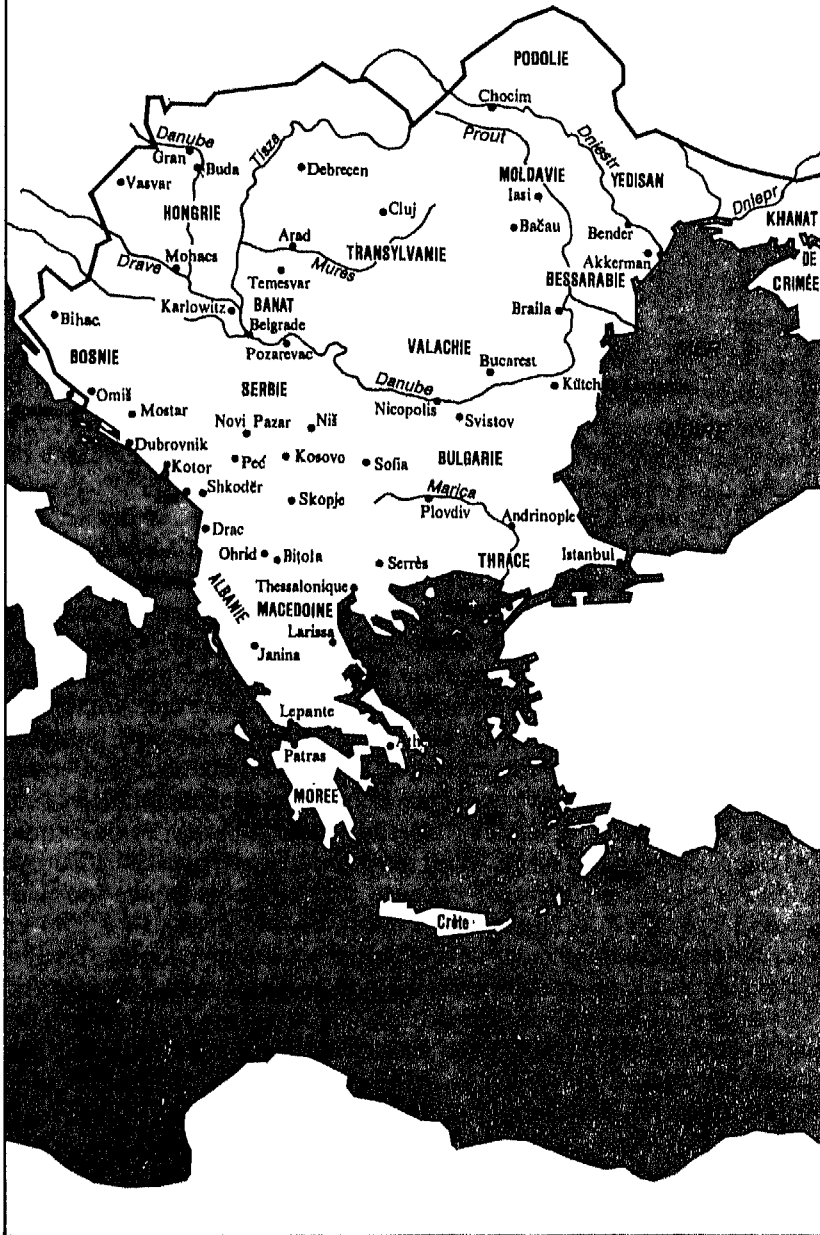 PODOLIE
Chocim
Danube
Tisza
Prout
Dniestr
Gran
Buda
Debrecen
MOLDAVIE
YEDISAN
Vasvar
Iasi
Dniepr
HONGRIE
Cluj
KHANAT
Bačau
Bender
Arad
TRANSYLVANIE
Drave
Mohacs
Mures
Akkerman
DE
Temesvar
BESSARABIE
CRIMÉE
Karlowitz
BANAT
Braila
Bihac
Belgrade
Pozarevac
VALACHIE
BOSNIE
Bucarest
SERBIE
Danube
Omiš
Nicopolis
Mostar
Novi Pazar
Niš
Svistov
Dubrovnik
Peć
Kosovo
Sofia
BULGARIE
Kotor
Shkodër
Skopje
Marica
Plovdiv
Andrinople
Drac
Ohrid
Bitola
Serrès
THRACE
Istanbul
Thessalonique
ALBANIE
MACEDOINE
Larissa
Janina
Lepante
Patras
MOREE
Crète